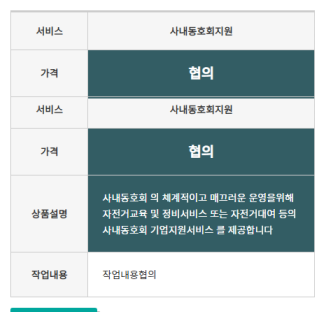 서비스 사내동호회지원
가격 협의
서비스 사내동호회지원
가격 협의
상품설명 사내동호회 의 체계적이고 매끄러운 운영을위해
자전거교육 및 정비서비스 또는 자전거대여 등의
사내동호회 기업지원서비스 를 제공합니다
작업내용 작업내용협의